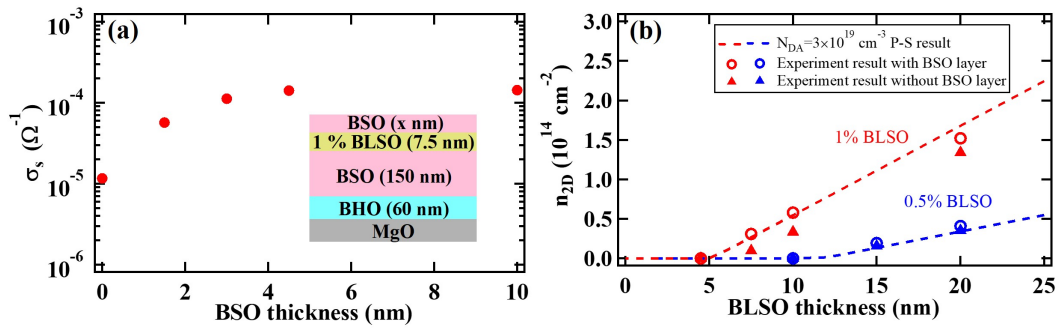 (a)
10⁻³
10⁻⁴
10⁻⁵
10⁻⁶
σₛ (Ω⁻¹)
BSO (x nm)
1 % BLSO (7.5 nm)
BSO (150 nm)
BHO (60 nm)
MgO
0 2 4 6 8 10
BSO thickness (nm)
(b)
3.0
2.5
2.0
1.5
1.0
0.5
0.0
n₂D (10¹⁴ cm⁻²)
N_DA=3×10¹⁹ cm⁻³ P-S result
Experiment result with BSO layer
Experiment result without BSO layer
1% BLSO
0.5% BLSO
0 5 10 15 20 25
BLSO thickness (nm)